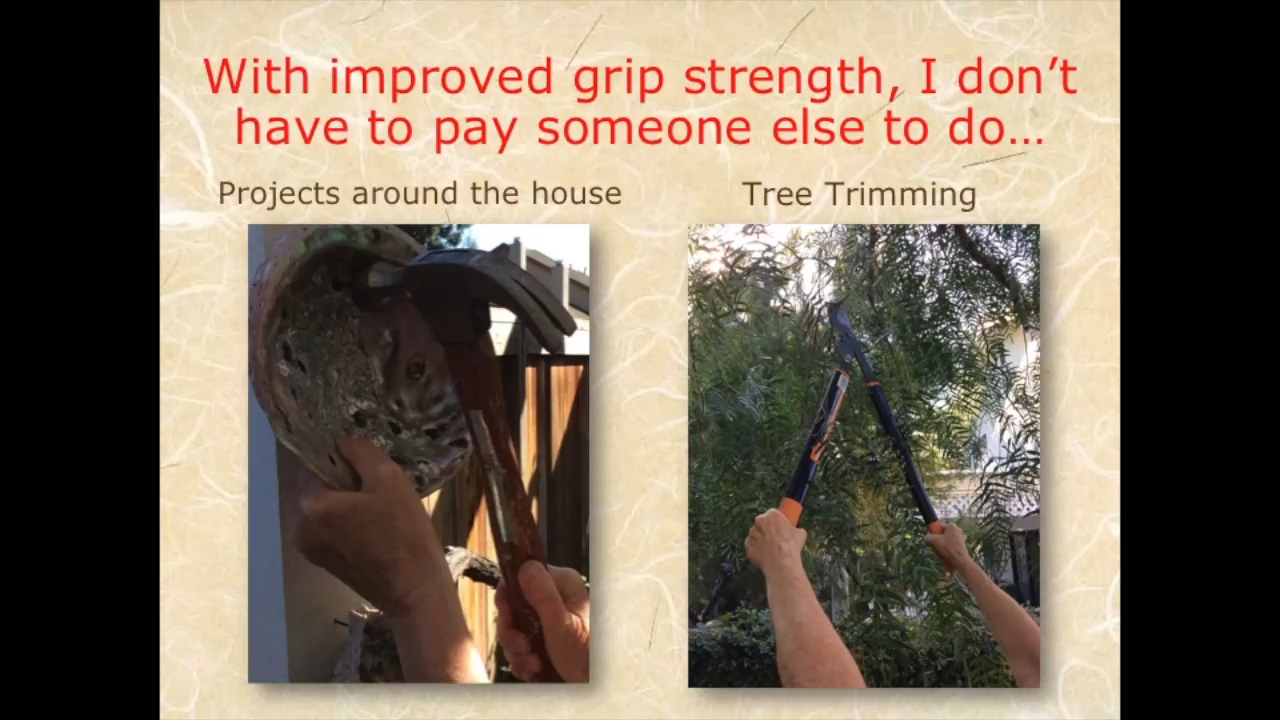 With improved grip strength, I don’t
have to pay someone else to do…
Projects around the house
Tree Trimming